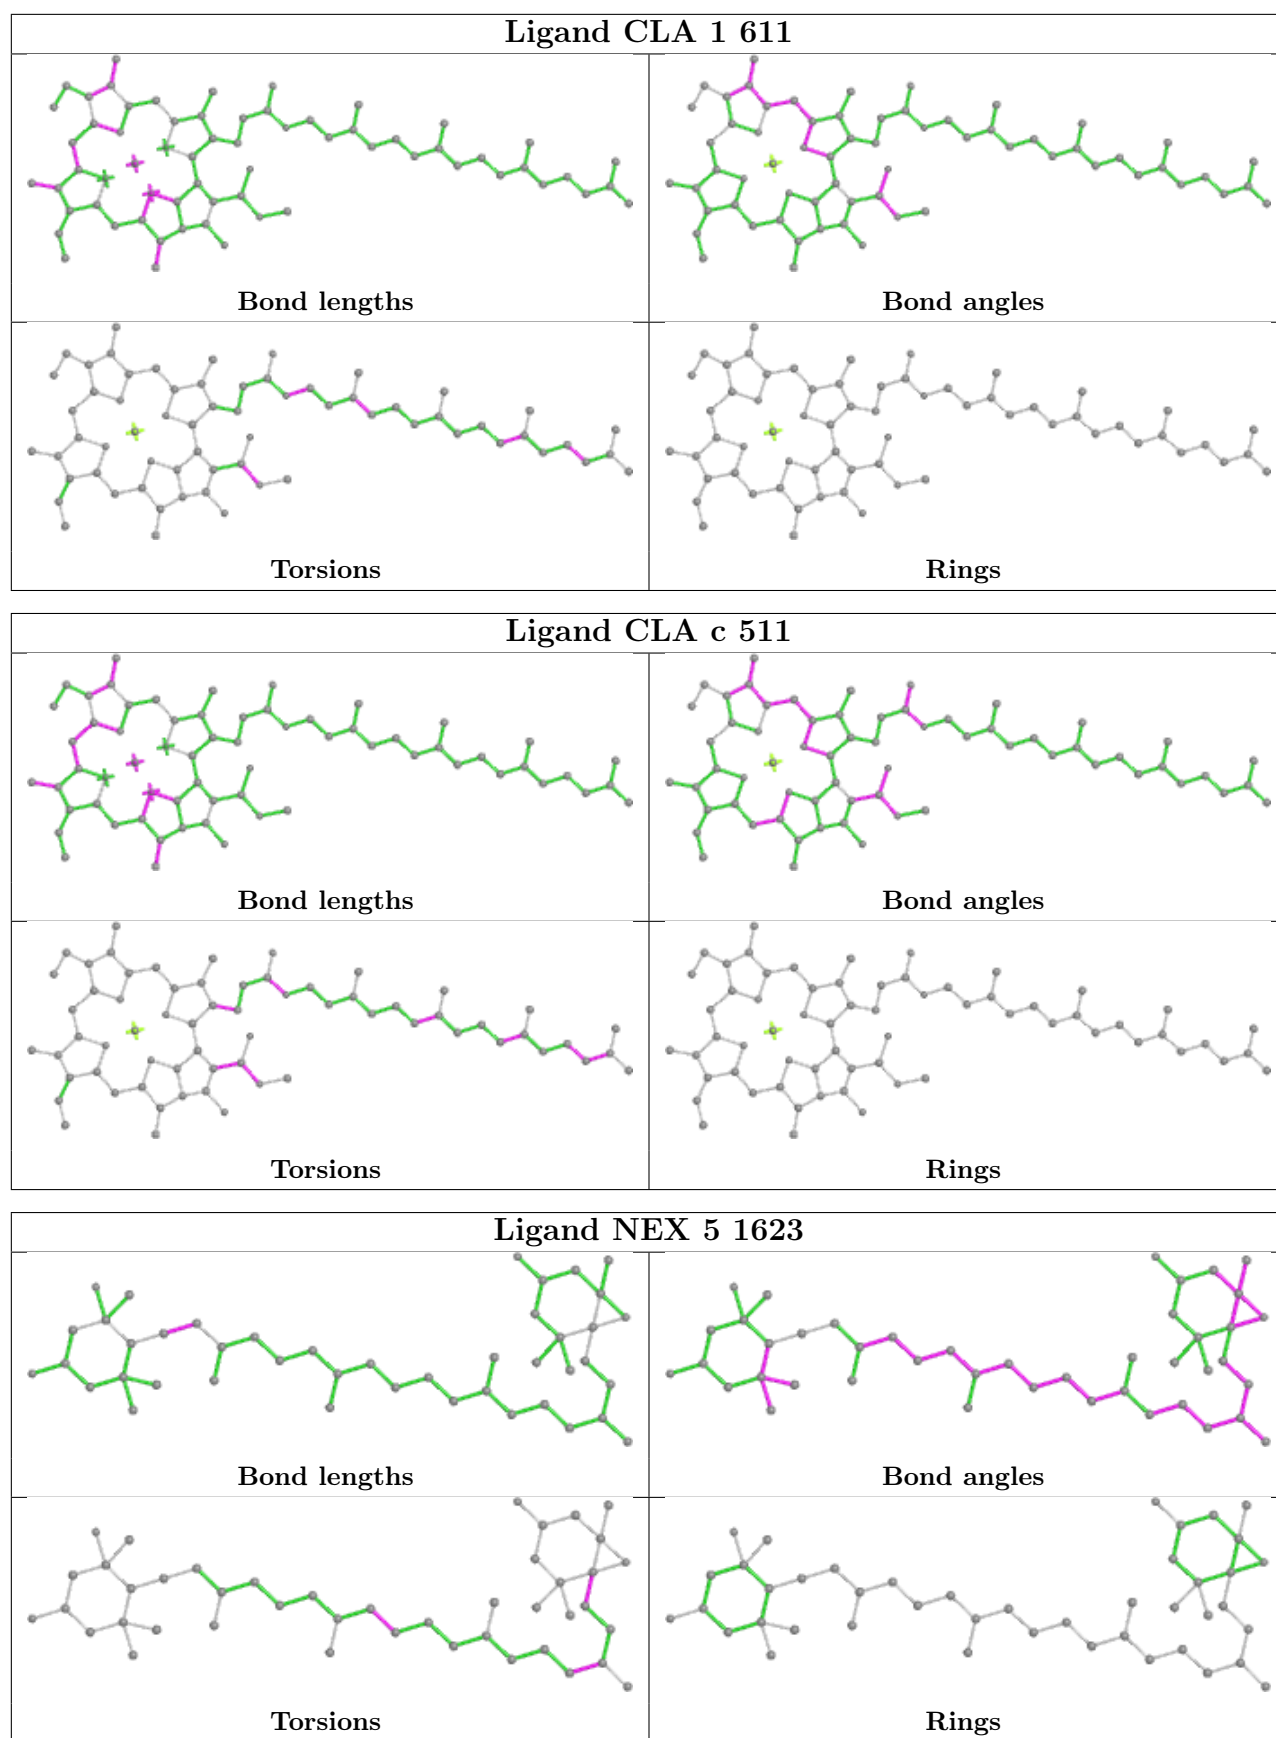 Ligand CLA 1 611
Bond lengths
Bond angles
Torsions
Rings
Ligand CLA c 511
Bond lengths
Bond angles
Torsions
Rings
Ligand NEX 5 1623
Bond lengths
Bond angles
Torsions
Rings